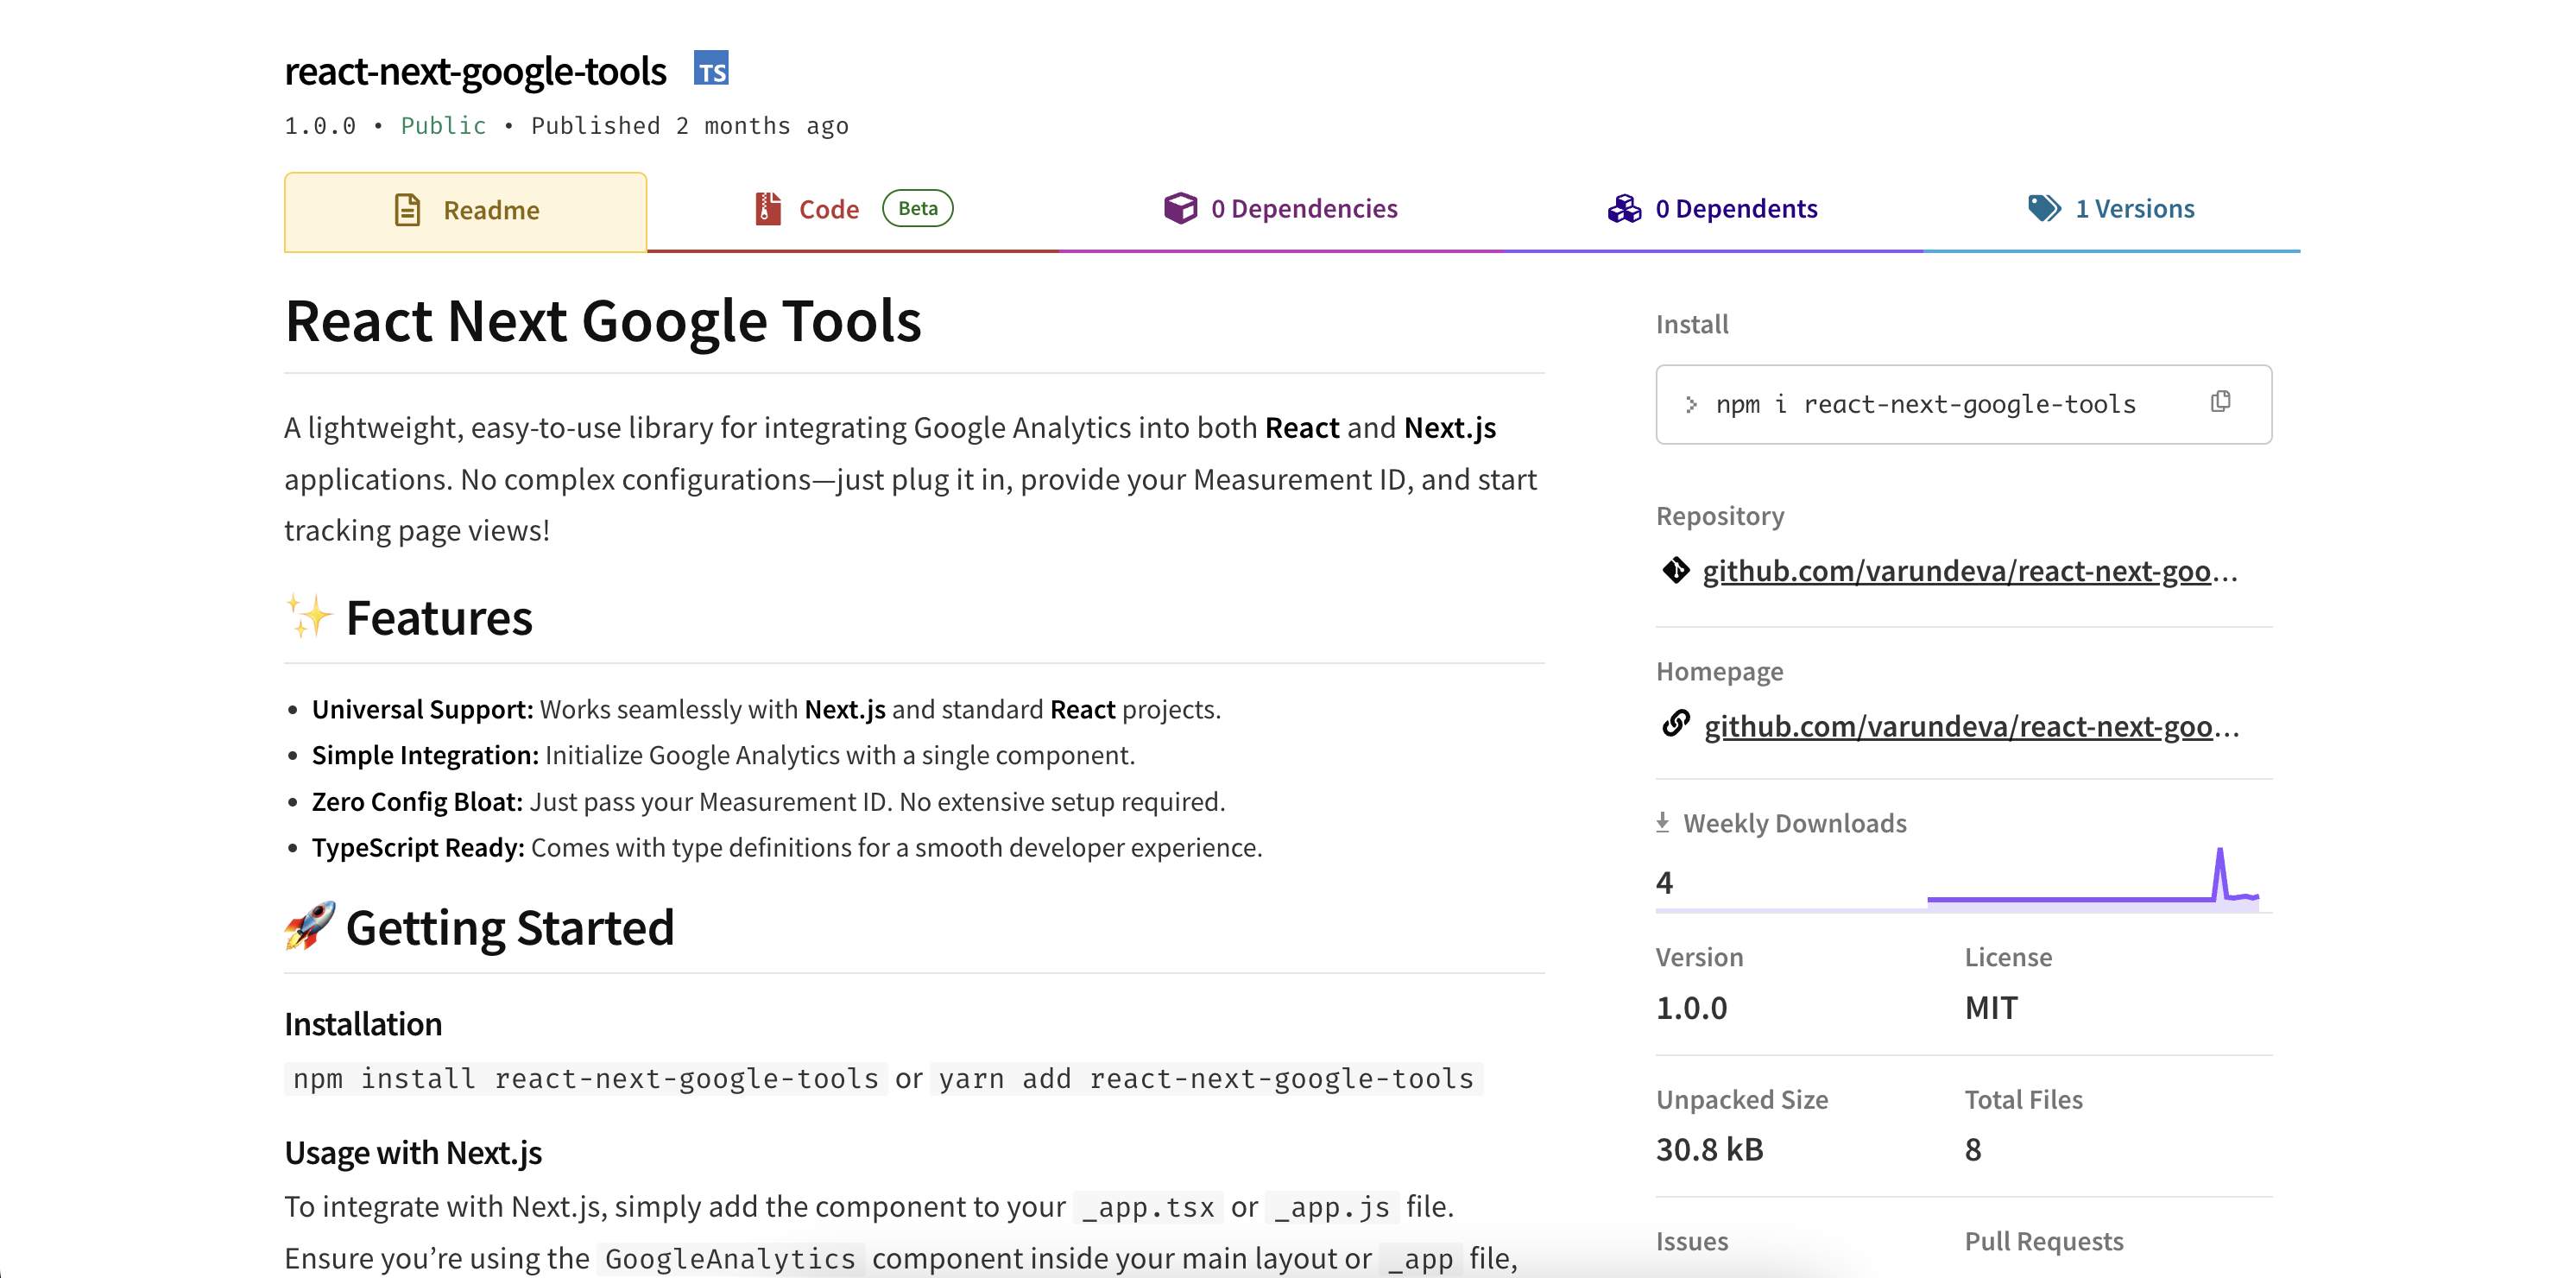 react-next-google-tools TS
1.0.0 • Public • Published 2 months ago
Readme
Code Beta
0 Dependencies
0 Dependents
1 Versions
React Next Google Tools
A lightweight, easy-to-use library for integrating Google Analytics into both React and Next.js
applications. No complex configurations—just plug it in, provide your Measurement ID, and start
tracking page views!
✨ Features
• Universal Support: Works seamlessly with Next.js and standard React projects.
• Simple Integration: Initialize Google Analytics with a single component.
• Zero Config Bloat: Just pass your Measurement ID. No extensive setup required.
• TypeScript Ready: Comes with type definitions for a smooth developer experience.
🚀 Getting Started
Installation
npm install react-next-google-tools or yarn add react-next-google-tools
Usage with Next.js
To integrate with Next.js, simply add the component to your _app.tsx or _app.js file.
Ensure you’re using the GoogleAnalytics component inside your main layout or _app file,
Install
> npm i react-next-google-tools
Repository
github.com/varundeva/react-next-goo...
Homepage
github.com/varundeva/react-next-goo...
Weekly Downloads
4
Version
1.0.0
License
MIT
Unpacked Size
30.8 kB
Total Files
8
Issues
Pull Requests